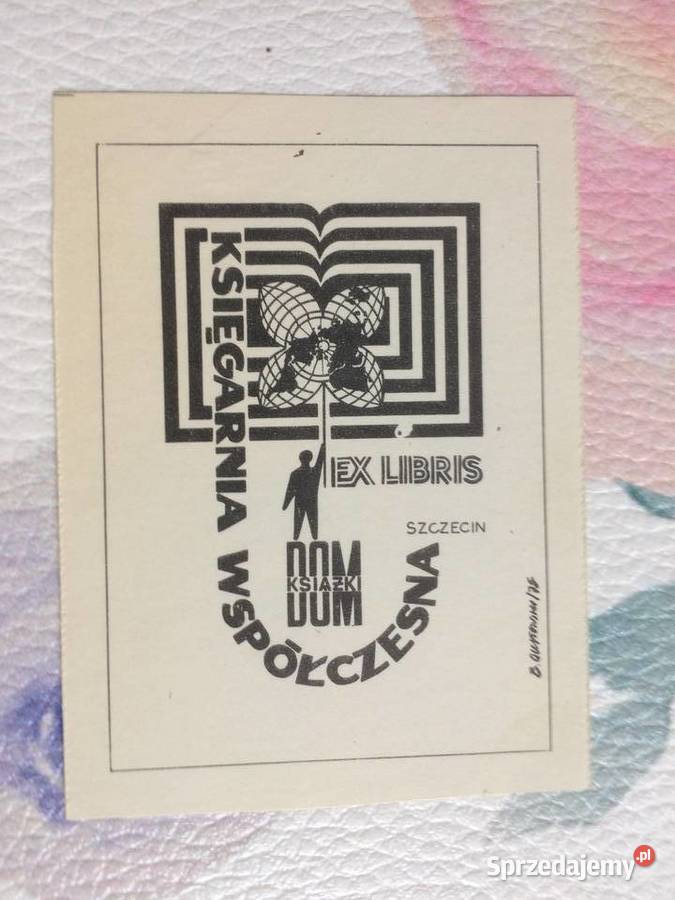 KSIĘGARNIA WSPÓŁCZESNA
EX LIBRIS
SZCZECIN
DOM
KSIĄŻKI
DOM
Sprzedajemy.pl